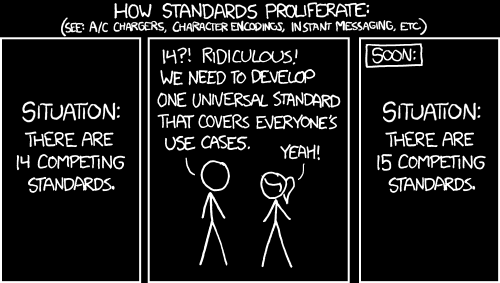 HOW STANDARDS PROLIFERATE:
(SEE: A/C CHARGERS, CHARACTER ENCODINGS, INSTANT MESSAGING, ETC.)
SITUATION:
THERE ARE
14 COMPETING
STANDARDS.
14?! RIDICULOUS!
WE NEED TO DEVELOP
ONE UNIVERSAL STANDARD
THAT COVERS EVERYONE'S
USE CASES.
YEAH!
SOON:
SITUATION:
THERE ARE
15 COMPETING
STANDARDS.